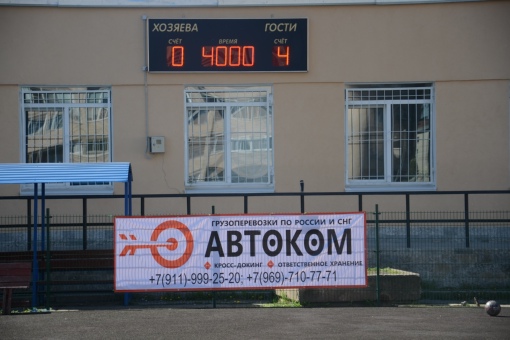 ХОЗЯЕВА ГОСТИ
СЧЁТ ВРЕМЯ СЧЁТ
0 4000 4
ГРУЗОПЕРЕВОЗКИ ПО РОССИИ И СНГ
АВТОКОМ
КРОСС-ДОКИНГ ОТВЕТСТВЕННОЕ ХРАНЕНИЕ
+7(911)-999-25-20; +7(969)-710-77-71